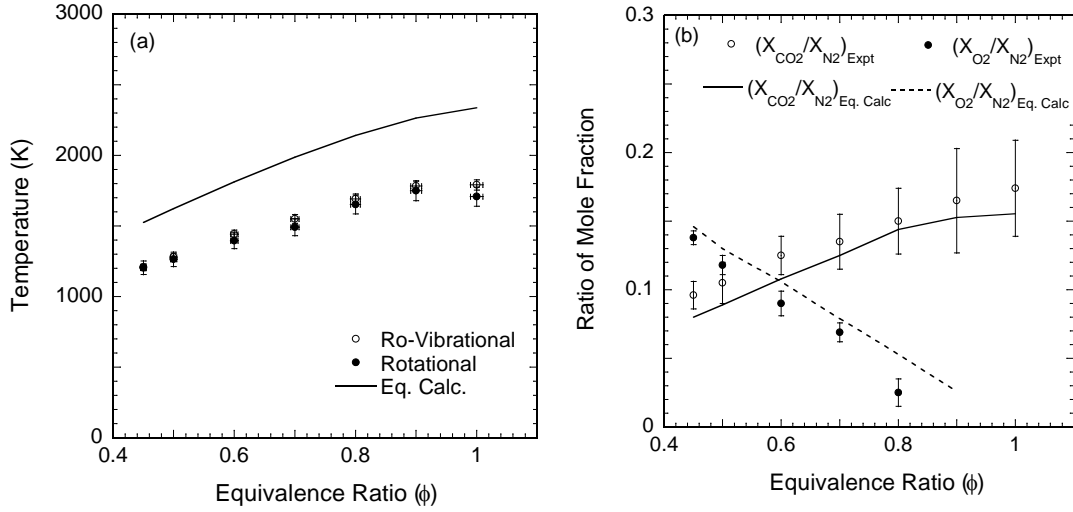 (a)
3000
2000
1000
0
Temperature (K)
Ro-Vibrational
Rotational
Eq. Calc.
0.4
0.6
0.8
1
Equivalence Ratio (ϕ)
(b)
(X_CO2/X_N2)_Expt
(X_O2/X_N2)_Expt
(X_CO2/X_N2)_Eq. Calc
(X_O2/X_N2)_Eq. Calc
0.3
0.2
0.1
0
Ratio of Mole Fraction
0.4
0.6
0.8
1
Equivalence Ratio (ϕ)